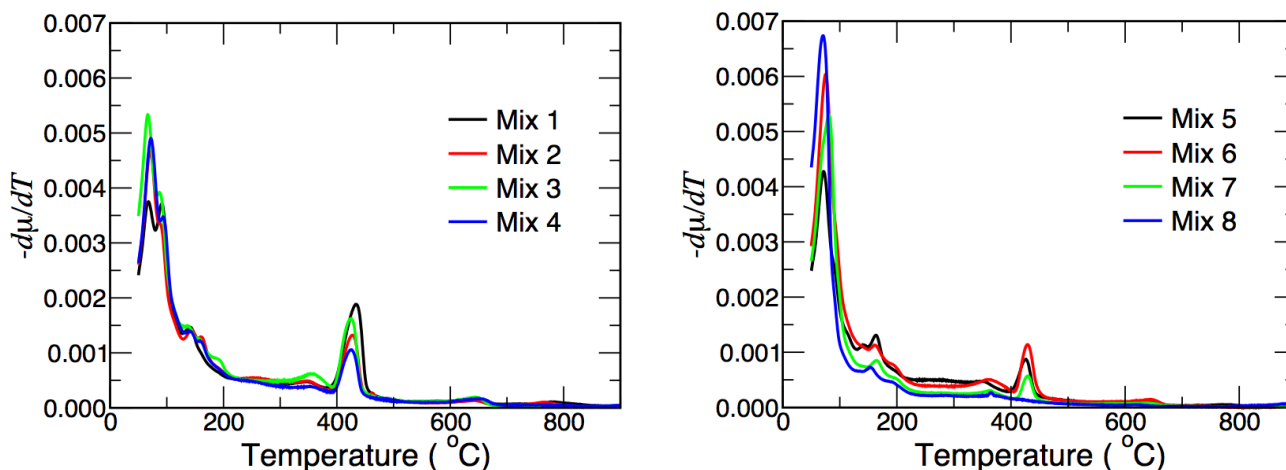 0.007
0.006
0.005
0.004
0.003
0.002
0.001
0.000
-dμ/dT
Mix 1
Mix 2
Mix 3
Mix 4
0 200 400 600 800
Temperature ( °C)
0.007
0.006
0.005
0.004
0.003
0.002
0.001
0.000
-dμ/dT
Mix 5
Mix 6
Mix 7
Mix 8
0 200 400 600 800
Temperature ( °C)